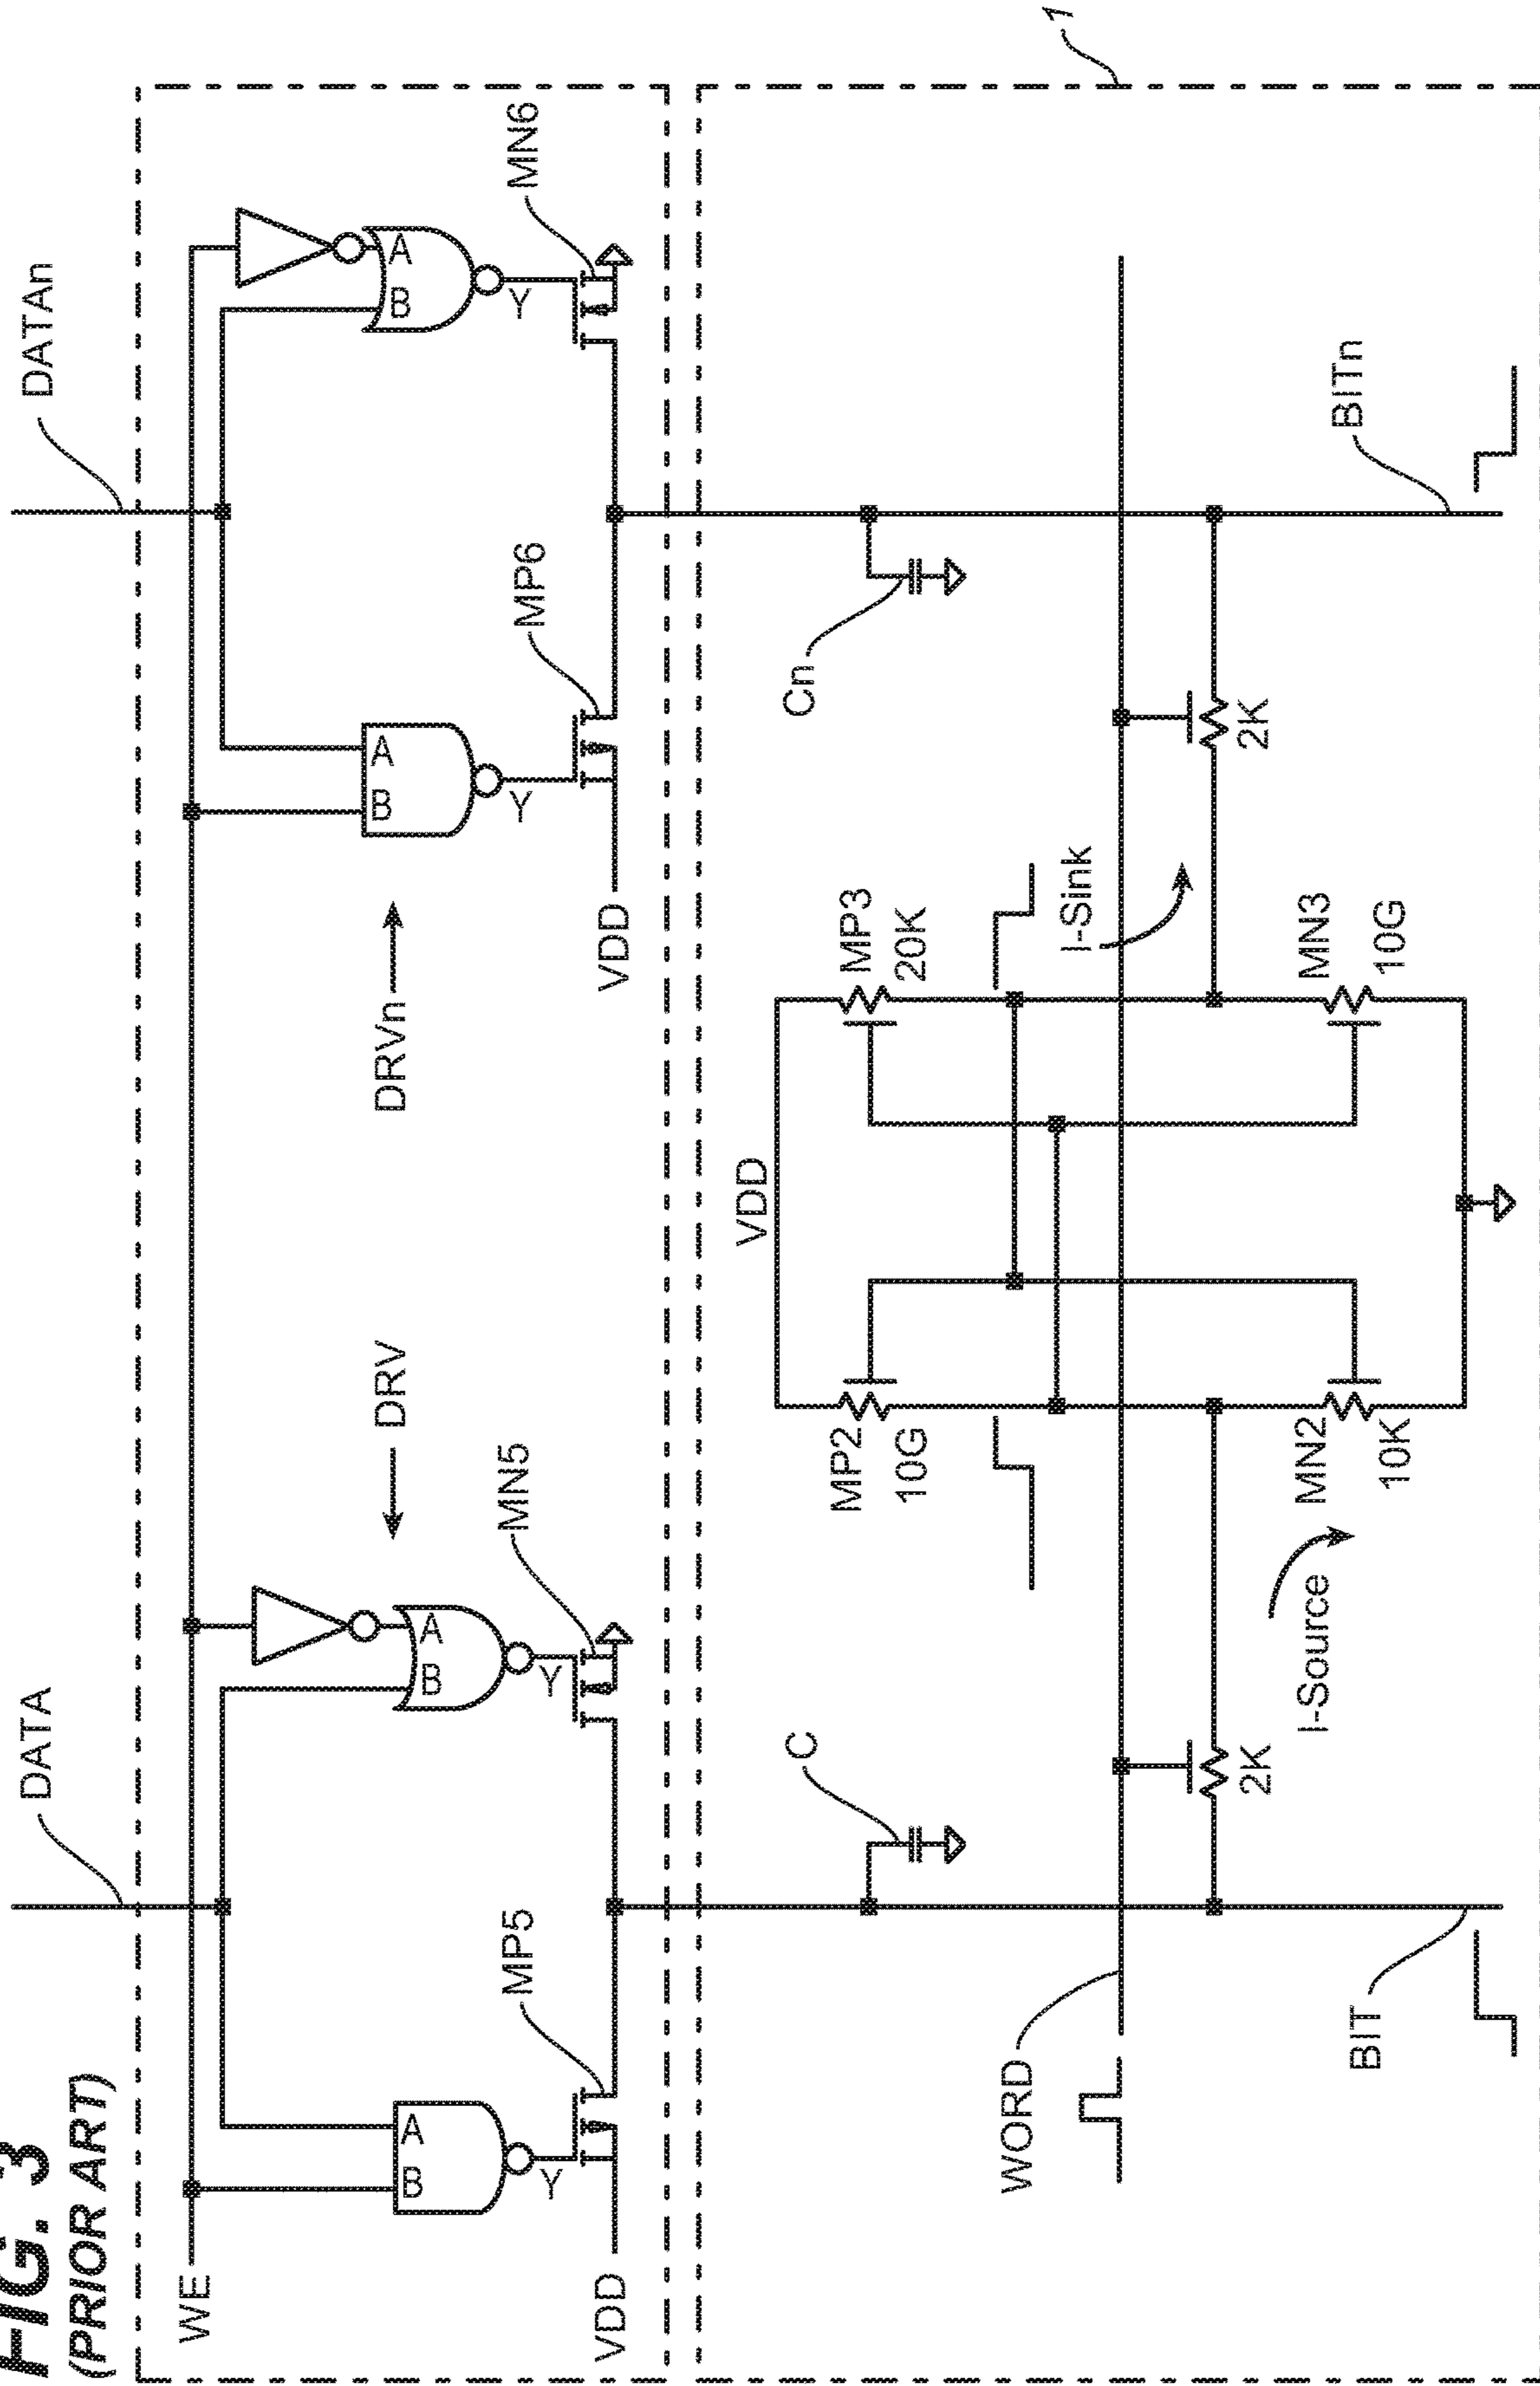 FIG. 3
(PRIOR ART)
DATA
DATAn
WE
A
B
Y
A
B
Y
A
B
Y
A
B
Y
DRV
DRVn
MP5
MN5
MP6
MN6
VDD
VDD
C
Cn
VDD
MP2
10G
MP3
20K
WORD
I-Sink
2K
2K
I-Source
MN2
10K
MN3
10G
BIT
BITn
1